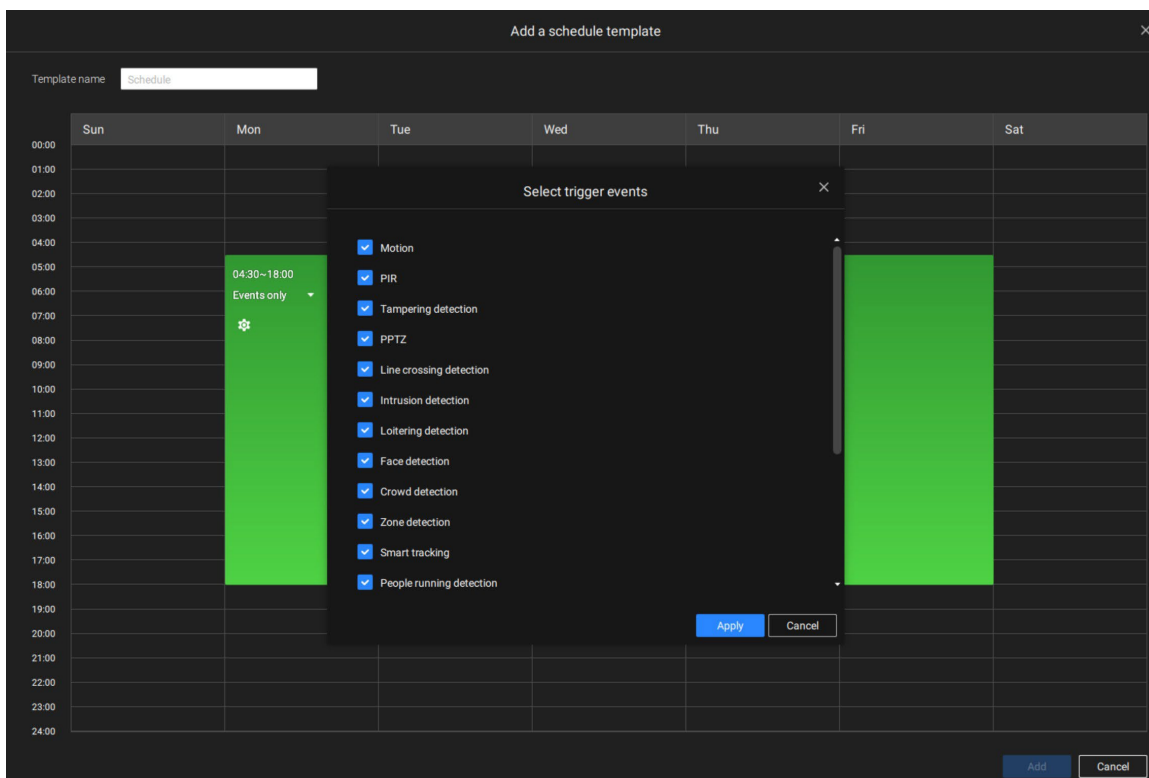 Add a schedule template
Template name Schedule
Sun Mon Tue Wed Thu Fri Sat
00:00
01:00
02:00
03:00
04:00
05:00
06:00
07:00
08:00
09:00
10:00
11:00
12:00
13:00
14:00
15:00
16:00
17:00
18:00
19:00
20:00
21:00
22:00
23:00
24:00
04:30~18:00
Events only
Select trigger events
Motion
PIR
Tampering detection
PPTZ
Line crossing detection
Intrusion detection
Loitering detection
Face detection
Crowd detection
Zone detection
Smart tracking
People running detection
Apply Cancel
Add Cancel